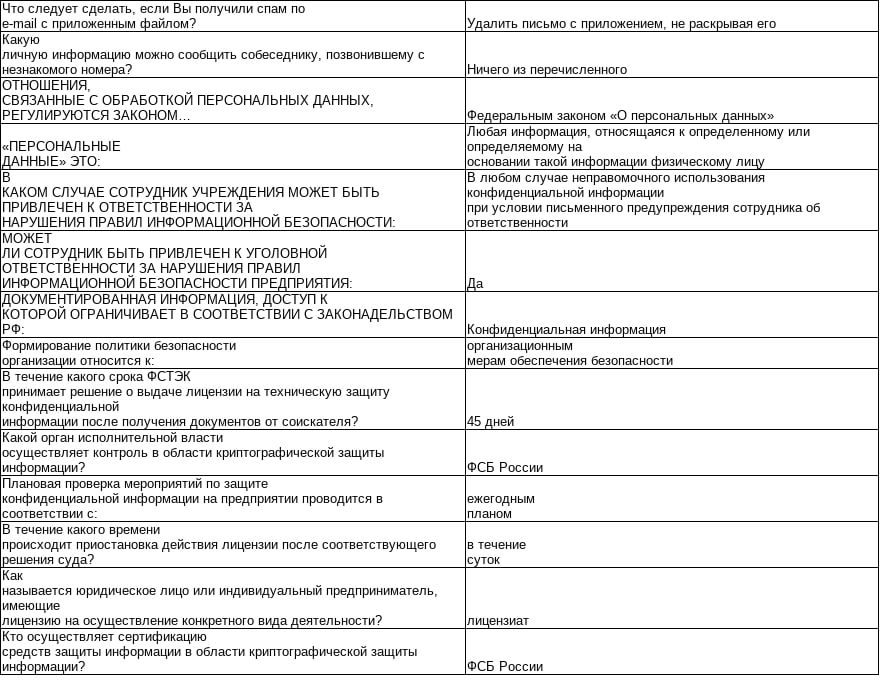 Что следует сделать, если Вы получили спам по
e-mail с приложенным файлом?
Удалить письмо с приложением, не раскрывая его
Какую
личную информацию можно сообщить собеседнику, позвонившему с
незнакомого номера?
Ничего из перечисленного
ОТНОШЕНИЯ,
СВЯЗАННЫЕ С ОБРАБОТКОЙ ПЕРСОНАЛЬНЫХ ДАННЫХ,
РЕГУЛИРУЮТСЯ ЗАКОНОМ…
Федеральным законом «О персональных данных»
«ПЕРСОНАЛЬНЫЕ
ДАННЫЕ» ЭТО:
Любая информация, относящаяся к определенному или
определяемому на
основании такой информации физическому лицу
В
КАКОМ СЛУЧАЕ СОТРУДНИК УЧРЕЖДЕНИЯ МОЖЕТ БЫТЬ
ПРИВЛЕЧЕН К ОТВЕТСТВЕННОСТИ ЗА
НАРУШЕНИЯ ПРАВИЛ ИНФОРМАЦИОННОЙ БЕЗОПАСНОСТИ:
В любом случае неправомочного использования
конфиденциальной информации
при условии письменного предупреждения сотрудника об
ответственности
МОЖЕТ
ЛИ СОТРУДНИК БЫТЬ ПРИВЛЕЧЕН К УГОЛОВНОЙ
ОТВЕТСТВЕННОСТИ ЗА НАРУШЕНИЯ ПРАВИЛ
ИНФОРМАЦИОННОЙ БЕЗОПАСНОСТИ ПРЕДПРИЯТИЯ:
Да
ДОКУМЕНТИРОВАННАЯ ИНФОРМАЦИЯ, ДОСТУП К
КОТОРОЙ ОГРАНИЧИВАЕТ В СООТВЕТСТВИИ С ЗАКОНАДЕЛЬСТВОМ
РФ:
Конфиденциальная информация
Формирование политики безопасности
организации относится к:
организационным
мерам обеспечения безопасности
В течение какого срока ФСТЭК
принимает решение о выдаче лицензии на техническую защиту
конфиденциальной
информации после получения документов от соискателя?
45 дней
Какой орган исполнительной власти
осуществляет контроль в области криптографической защиты
информации?
ФСБ России
Плановая проверка мероприятий по защите
конфиденциальной информации на предприятии проводится в
соответствии с:
ежегодным
планом
В течение какого времени
происходит приостановка действия лицензии после соответствующего
решения суда?
в течение
суток
Как
называется юридическое лицо или индивидуальный предприниматель,
имеющие
лицензию на осуществление конкретного вида деятельности?
лицензиат
Кто осуществляет сертификацию
средств защиты информации в области криптографической защиты
информации?
ФСБ России